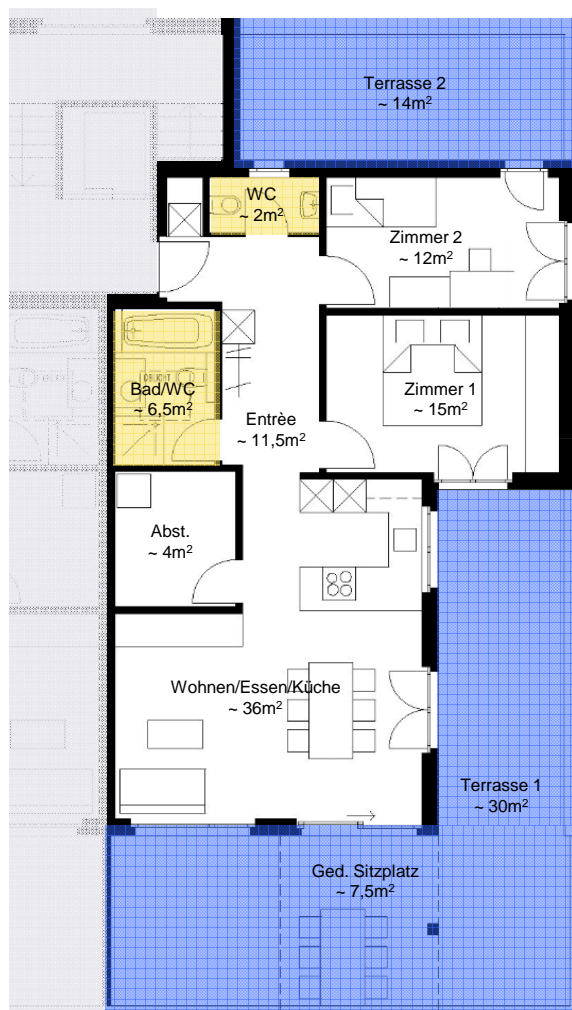 Terrasse 2
~ 14m²
WC
~ 2m²
Zimmer 2
~ 12m²
Bad/WC
~ 6,5m²
Zimmer 1
~ 15m²
Entrèe
~ 11,5m²
Abst.
~ 4m²
Wohnen/Essen/Küche
~ 36m²
Terrasse 1
~ 30m²
Ged. Sitzplatz
~ 7,5m²